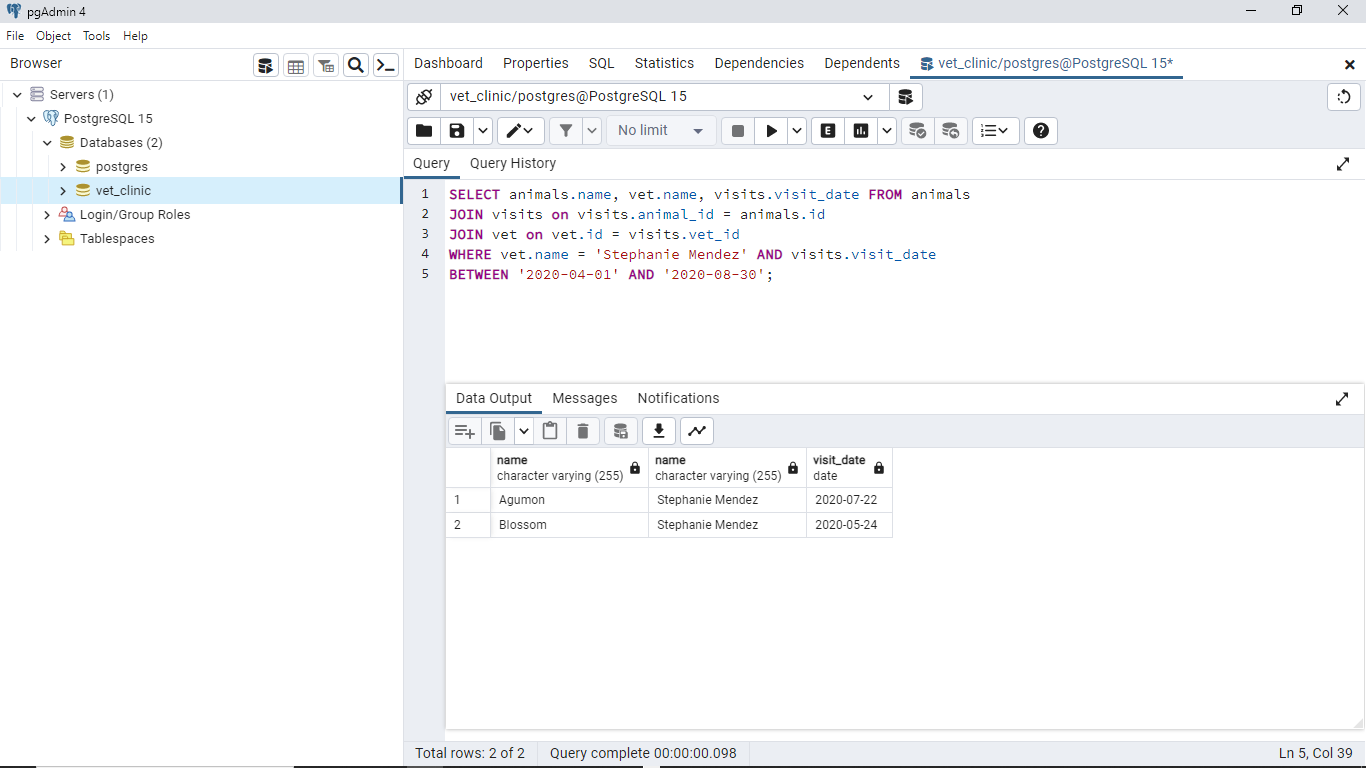 pgAdmin 4
File Object Tools Help
Browser
Dashboard Properties SQL Statistics Dependencies Dependents vet_clinic/postgres@PostgreSQL 15*
Servers (1)
PostgreSQL 15
Databases (2)
postgres
vet_clinic
Login/Group Roles
Tablespaces
vet_clinic/postgres@PostgreSQL 15
No limit
E
Query Query History
1 SELECT animals.name, vet.name, visits.visit_date FROM animals
2 JOIN visits on visits.animal_id = animals.id
3 JOIN vet on vet.id = visits.vet_id
4 WHERE vet.name = 'Stephanie Mendez' AND visits.visit_date
5 BETWEEN '2020-04-01' AND '2020-08-30';
Data Output Messages Notifications
name name visit_date
character varying (255) character varying (255) date
1 Agumon Stephanie Mendez 2020-07-22
2 Blossom Stephanie Mendez 2020-05-24
Total rows: 2 of 2 Query complete 00:00:00.098 Ln 5, Col 39